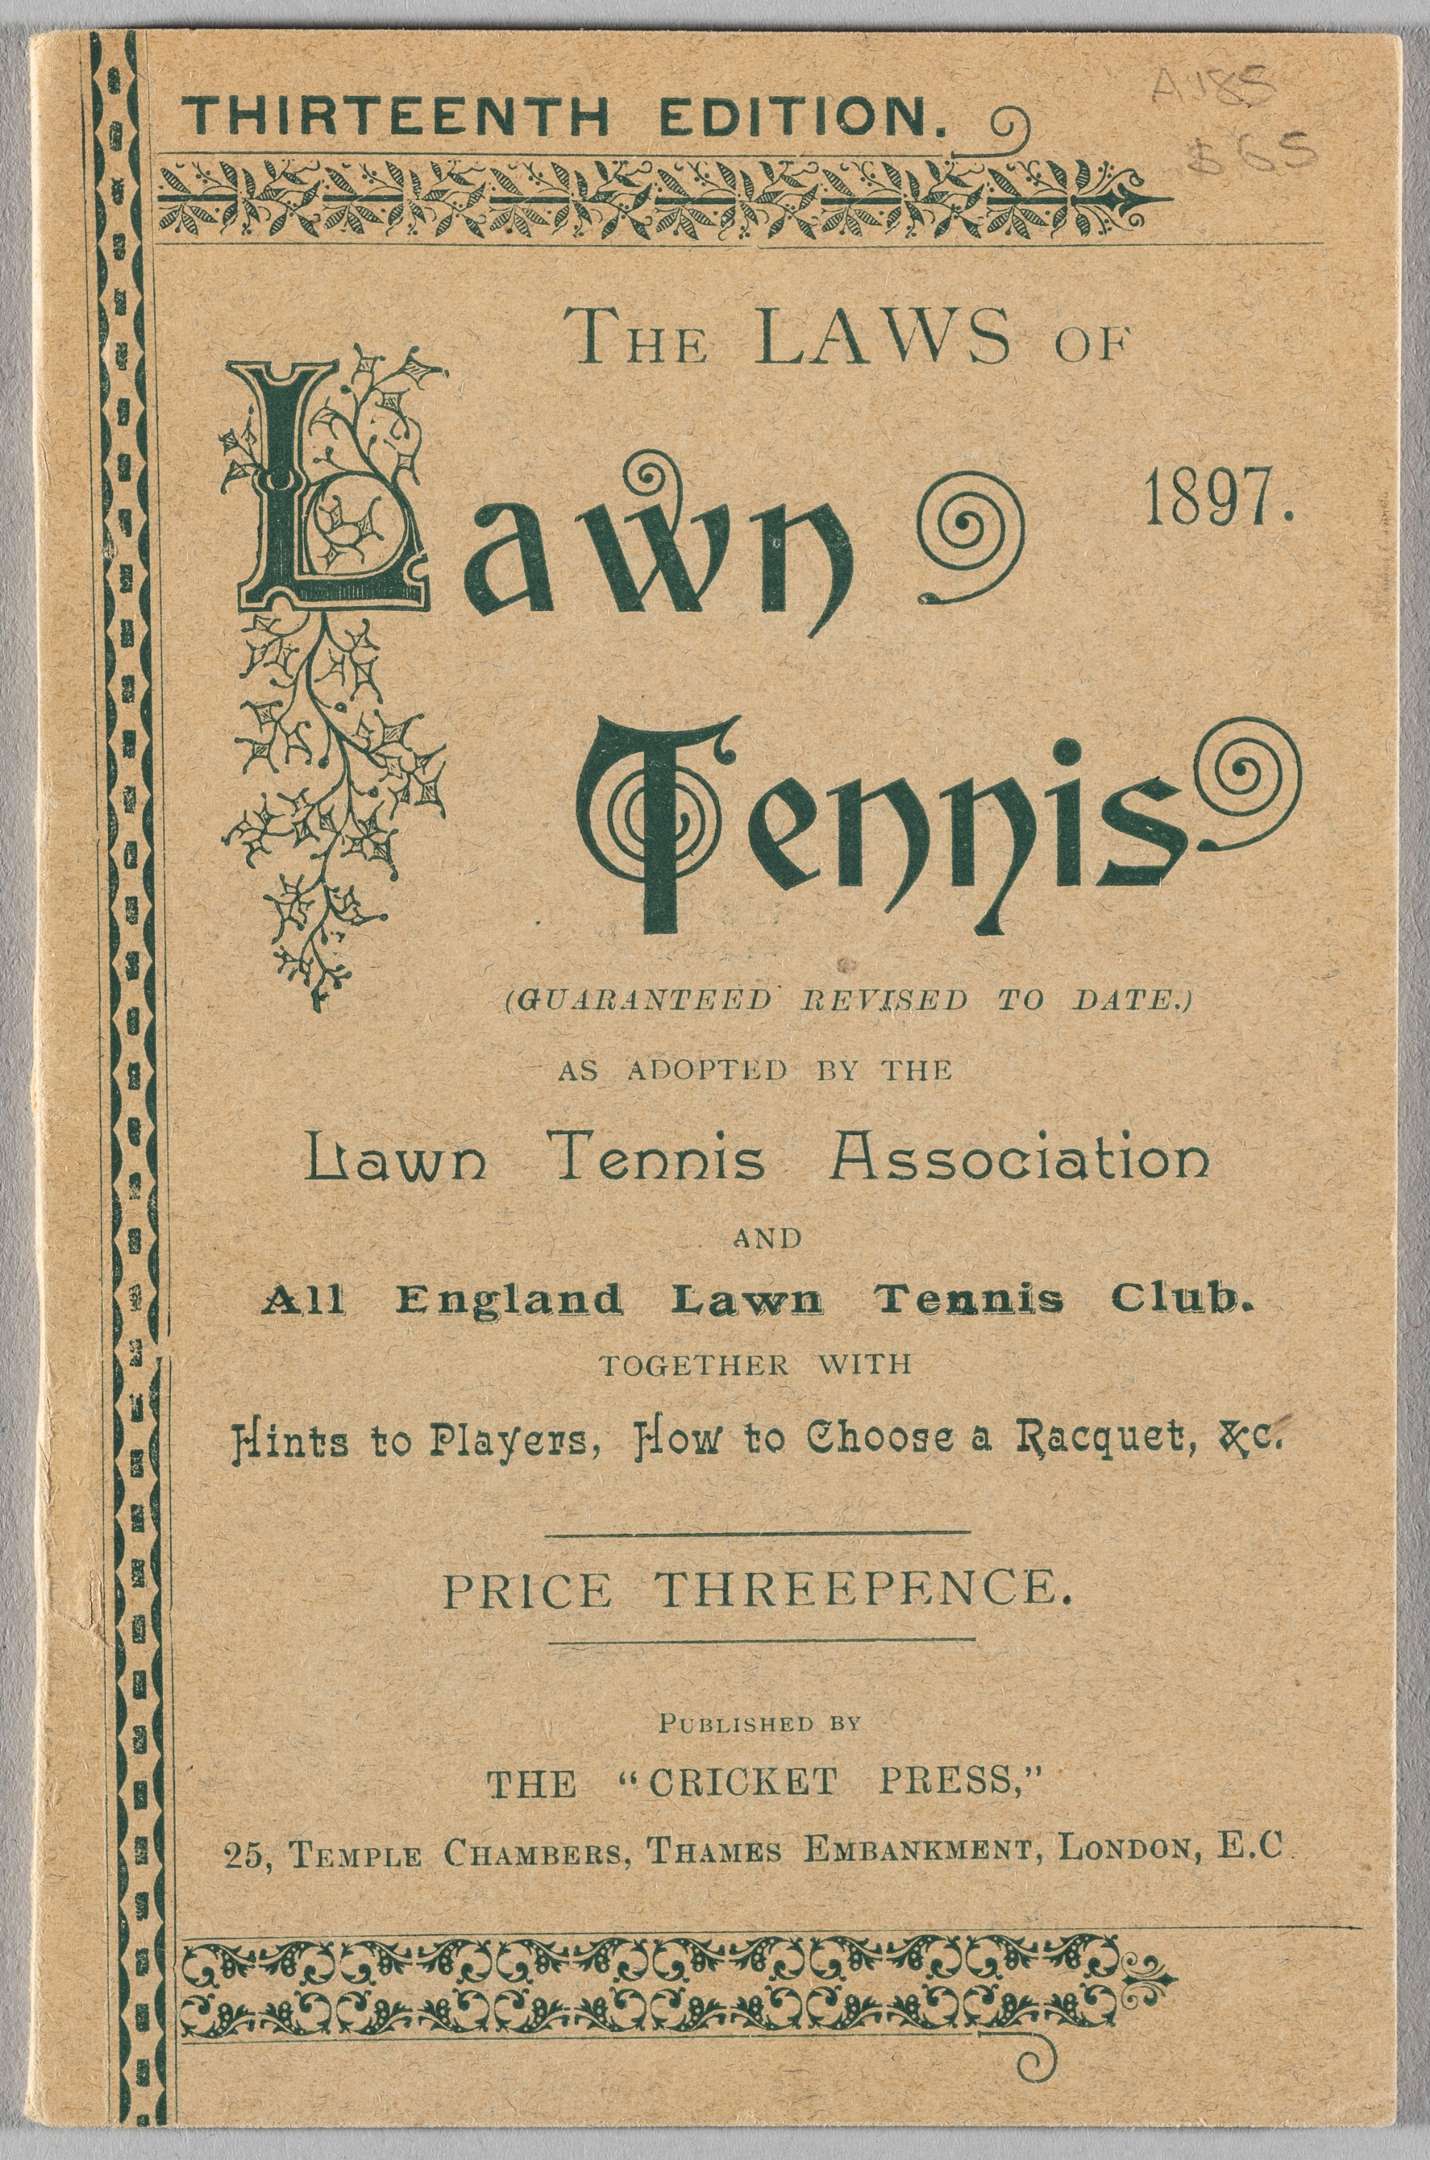 THIRTEENTH EDITION.
A185
$65
THE LAWS OF
Lawn
1897.
Tennis
(GUARANTEED REVISED TO DATE.)
AS ADOPTED BY THE
Lawn Tennis Association
AND
All England Lawn Tennis Club.
TOGETHER WITH
Hints to Players, How to Choose a Racquet, &c.
PRICE THREEPENCE.
PUBLISHED BY
THE “CRICKET PRESS,”
25, TEMPLE CHAMBERS, THAMES EMBANKMENT, LONDON, E.C.